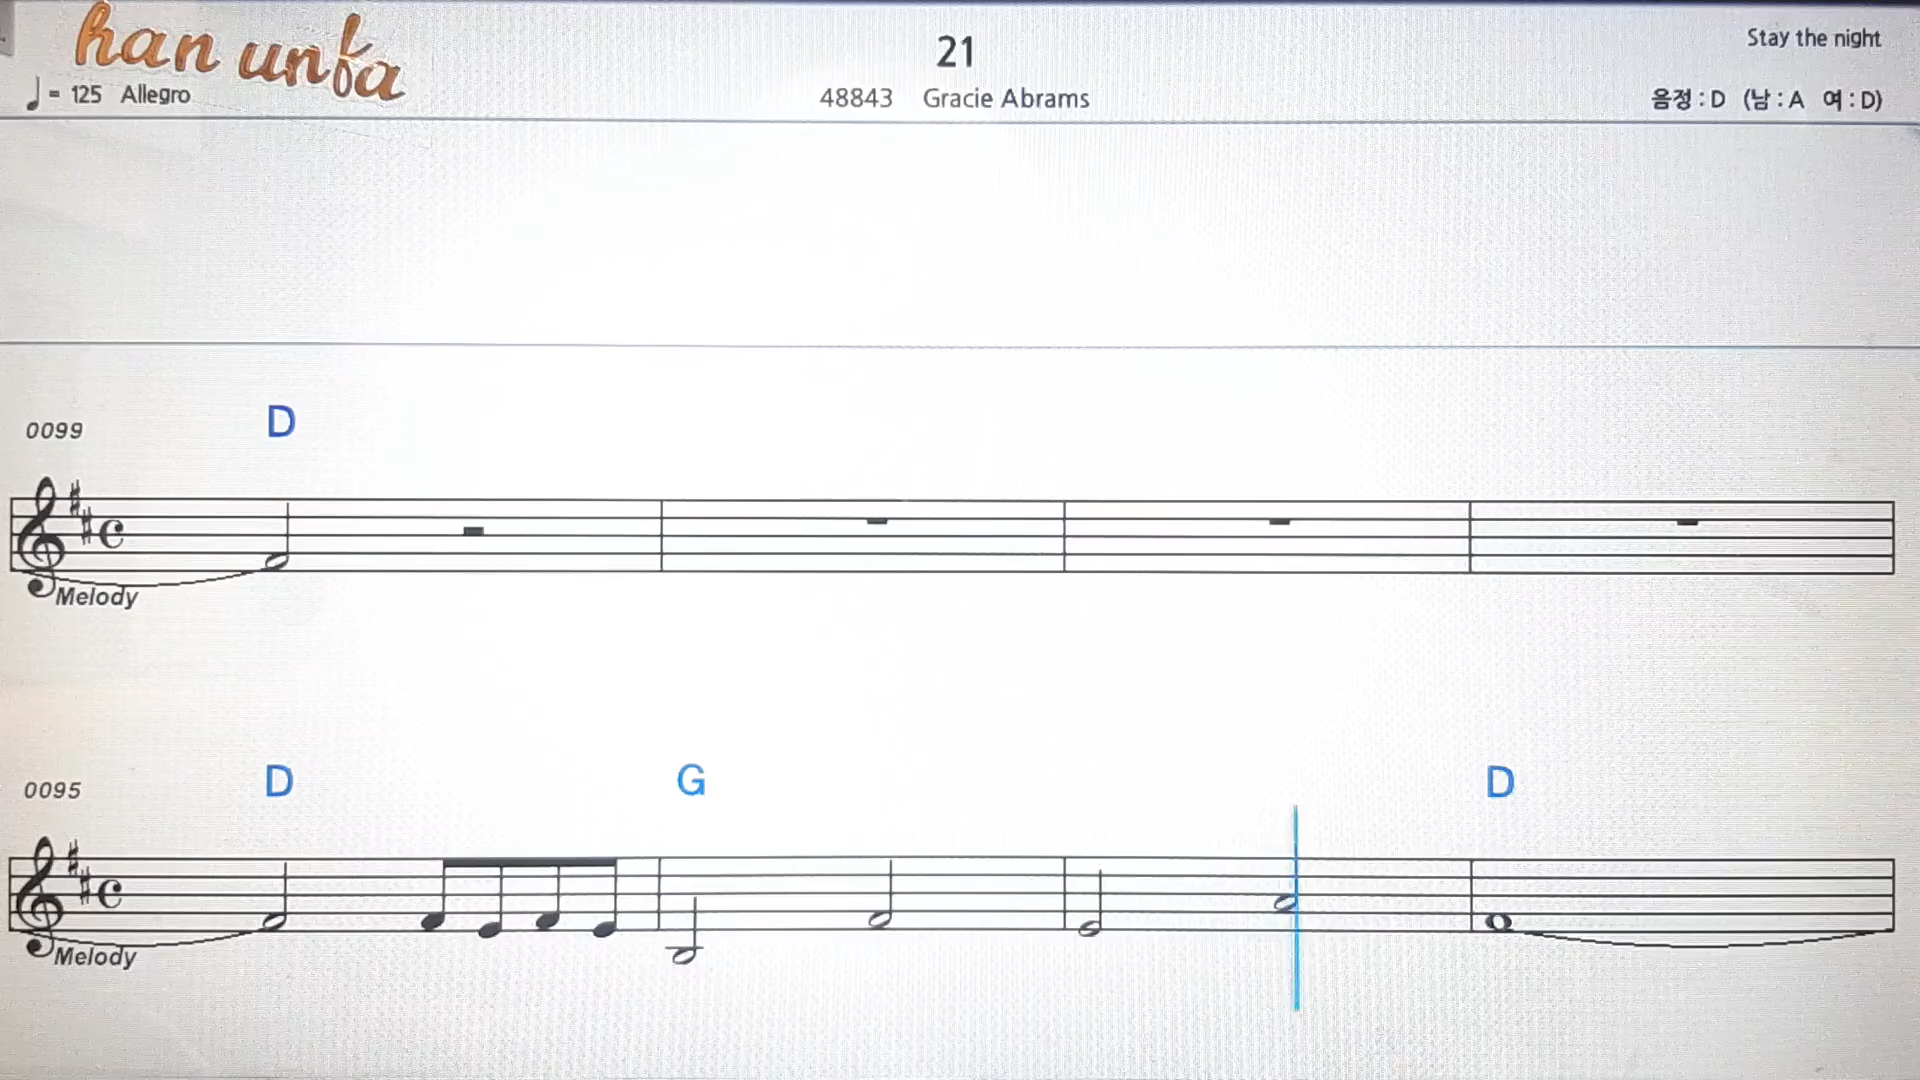 han unfa
♩= 125 Allegro
21
48843 Gracie Abrams
Stay the night
음정 : D (남 : A 여 : D)
0099
D
Melody
0095
D G D
Melody